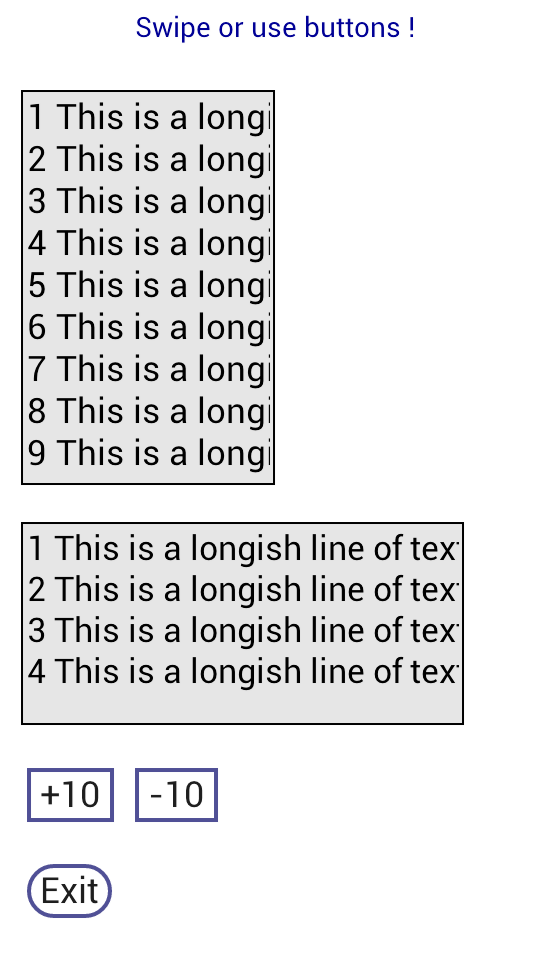 Swipe or use buttons !
1 This is a longi
2 This is a longi
3 This is a longi
4 This is a longi
5 This is a longi
6 This is a longi
7 This is a longi
8 This is a longi
9 This is a longi
1 This is a longish line of tex
2 This is a longish line of tex
3 This is a longish line of tex
4 This is a longish line of tex
+10 -10
Exit